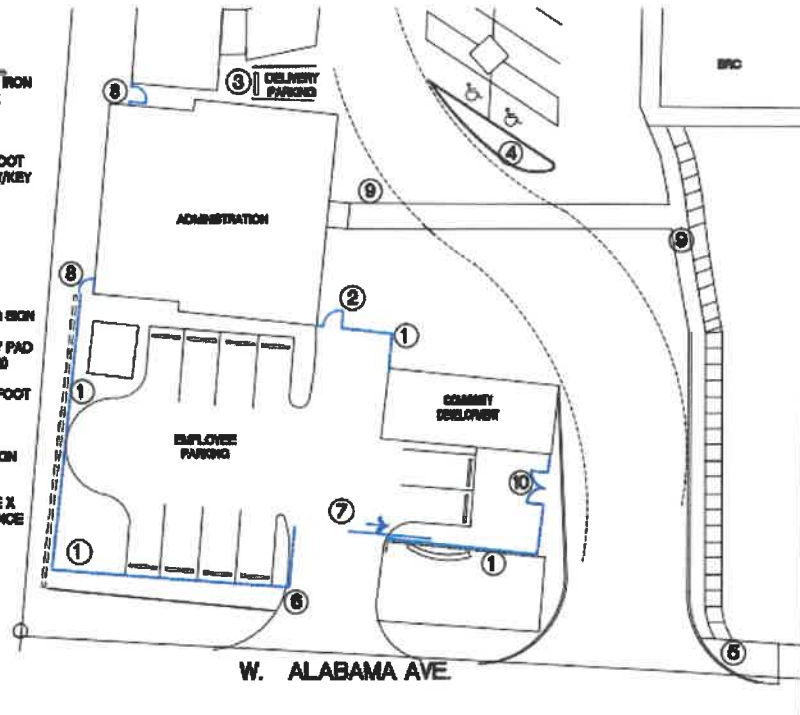 IRON
OOT
/KEY
SIGN
PAD
FOOT
ON
E X
NCE
8
3
DELIVERY
PARKING
4
BRC
ADMINISTRATION
9
9
8
2
1
1
COMMUNITY
DEVELOPMENT
EMPLOYEE
PARKING
10
7
1
1
6
5
W. ALABAMA AVE.